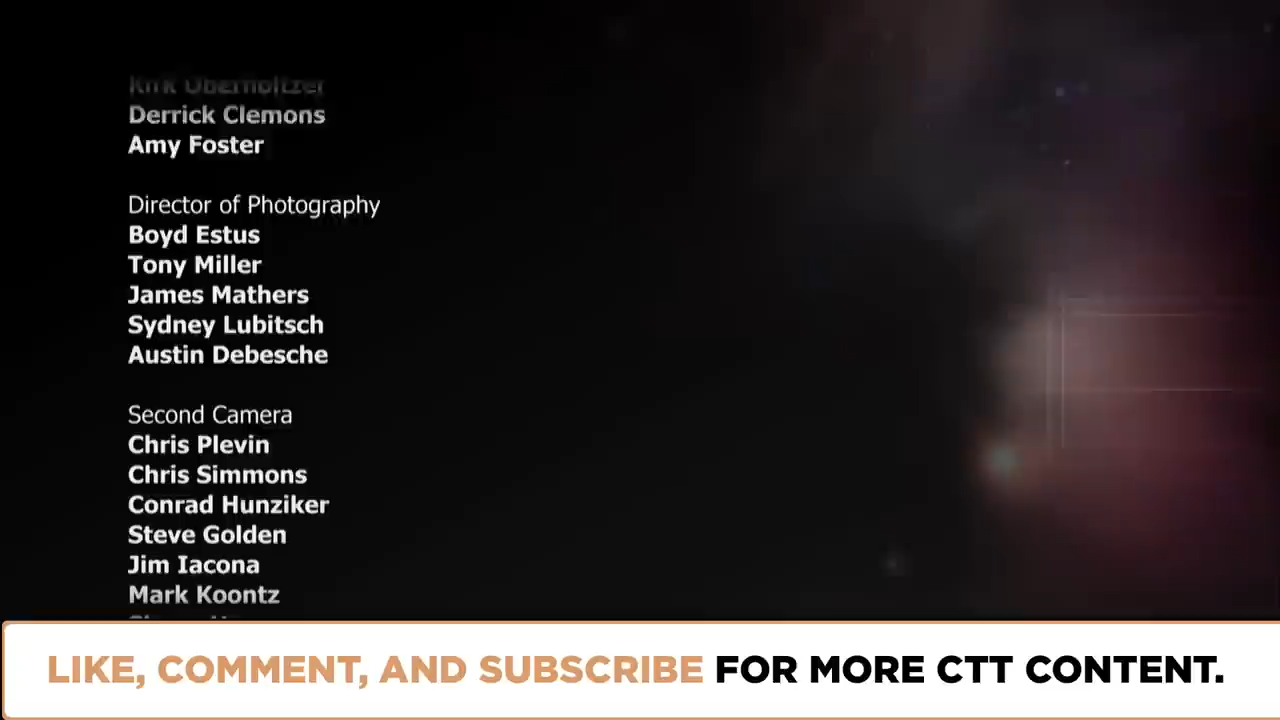 Kirk Oberholtzer
Derrick Clemons
Amy Foster
Director of Photography
Boyd Estus
Tony Miller
James Mathers
Sydney Lubitsch
Austin Debesche
Second Camera
Chris Plevin
Chris Simmons
Conrad Hunziker
Steve Golden
Jim Iacona
Mark Koontz
LIKE, COMMENT, AND SUBSCRIBE FOR MORE CTT CONTENT.